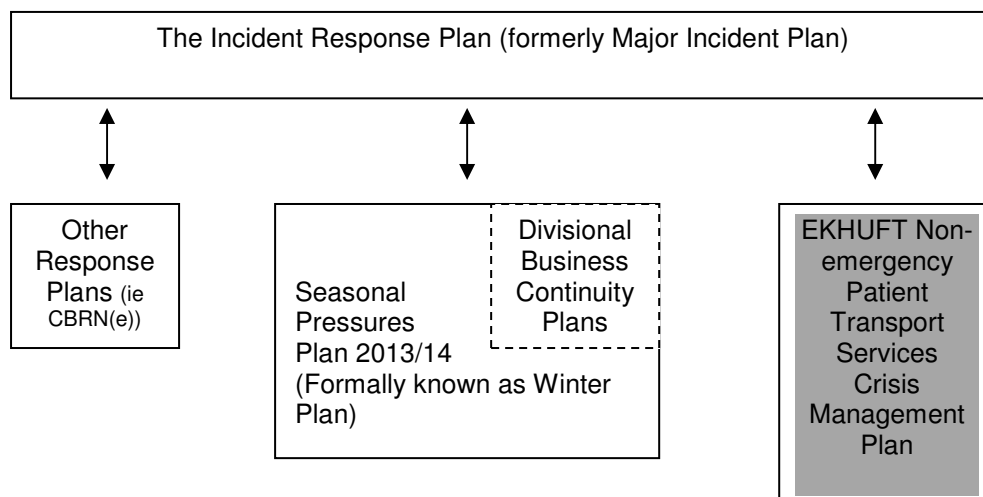 The Incident Response Plan (formerly Major Incident Plan)
Other
Response
Plans (ie
CBRN(e))
Seasonal
Pressures
Plan 2013/14
(Formally known as Winter
Plan)
Divisional
Business
Continuity
Plans
EKHUFT Non-
emergency
Patient
Transport
Services
Crisis
Management
Plan